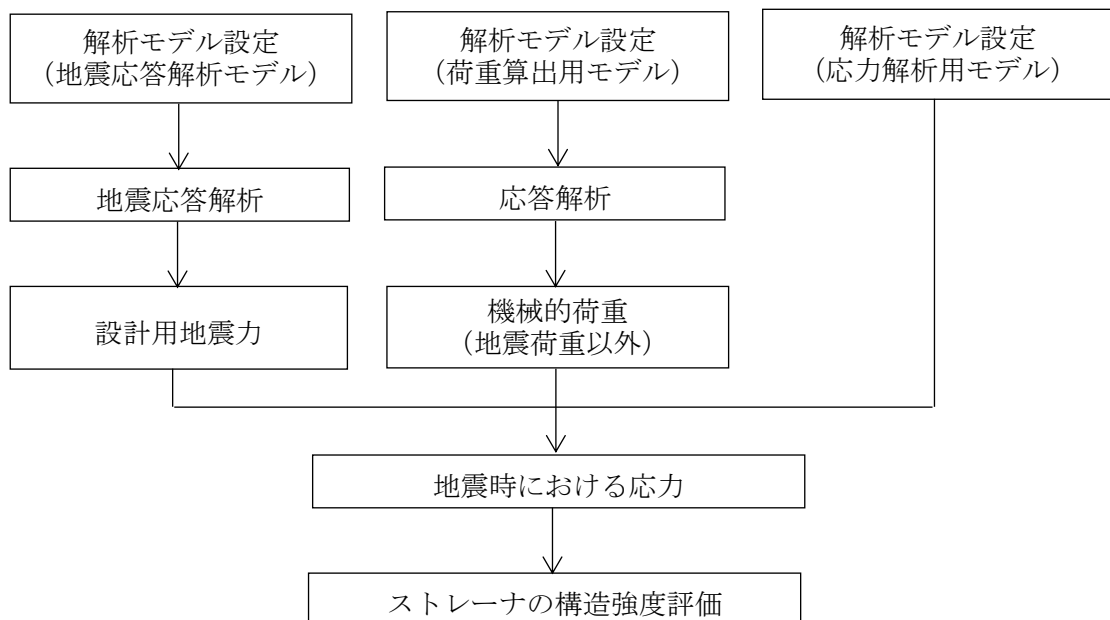 解析モデル設定
(地震応答解析モデル)
解析モデル設定
(荷重算出用モデル)
解析モデル設定
(応力解析用モデル)
地震応答解析
応答解析
設計用地震力
機械的荷重
(地震荷重以外)
地震時における応力
ストレーナの構造強度評価